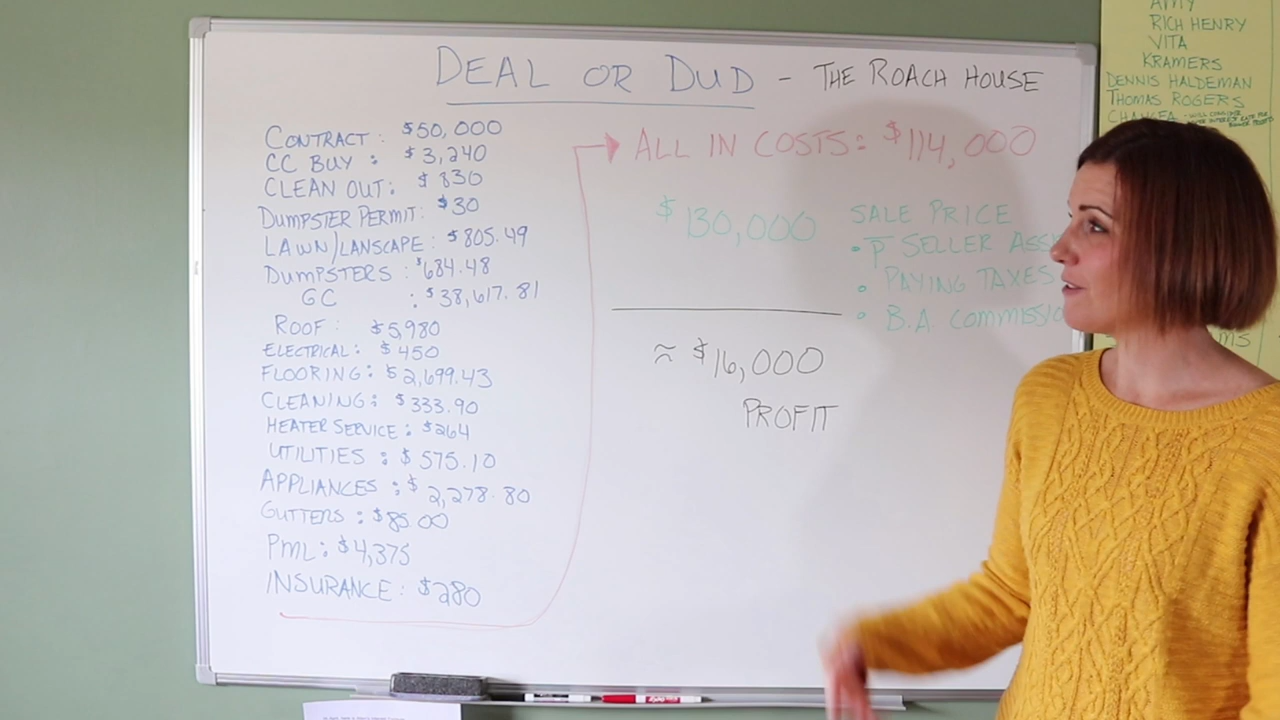 DEAL OR DUD - THE ROACH HOUSE
CONTRACT: $50,000
CC BUY: $3,240
CLEAN OUT: $830
DUMPSTER PERMIT: $30
LAWN/LANSCAPE: $805.49
DUMPSTERS: $684.48
GC: $38,617.81
ROOF: $5,980
ELECTRICAL: $450
FLOORING: $2,699.43
CLEANING: $333.90
HEATER SERVICE: $264
UTILITIES: $575.10
APPLIANCES: $2,278.80
GUTTERS: $85.00
PML: $4,375
INSURANCE: $280
ALL IN COSTS: $114,000
$130,000
SALE PRICE
• SELLER
PAYING TAXES
• B.A. COMMISSIO
≈ $16,000
PROFIT
AMY
RICH HENRY
VITA
KRAMERS
DENNIS HALDEMAN
THOMAS ROGERS